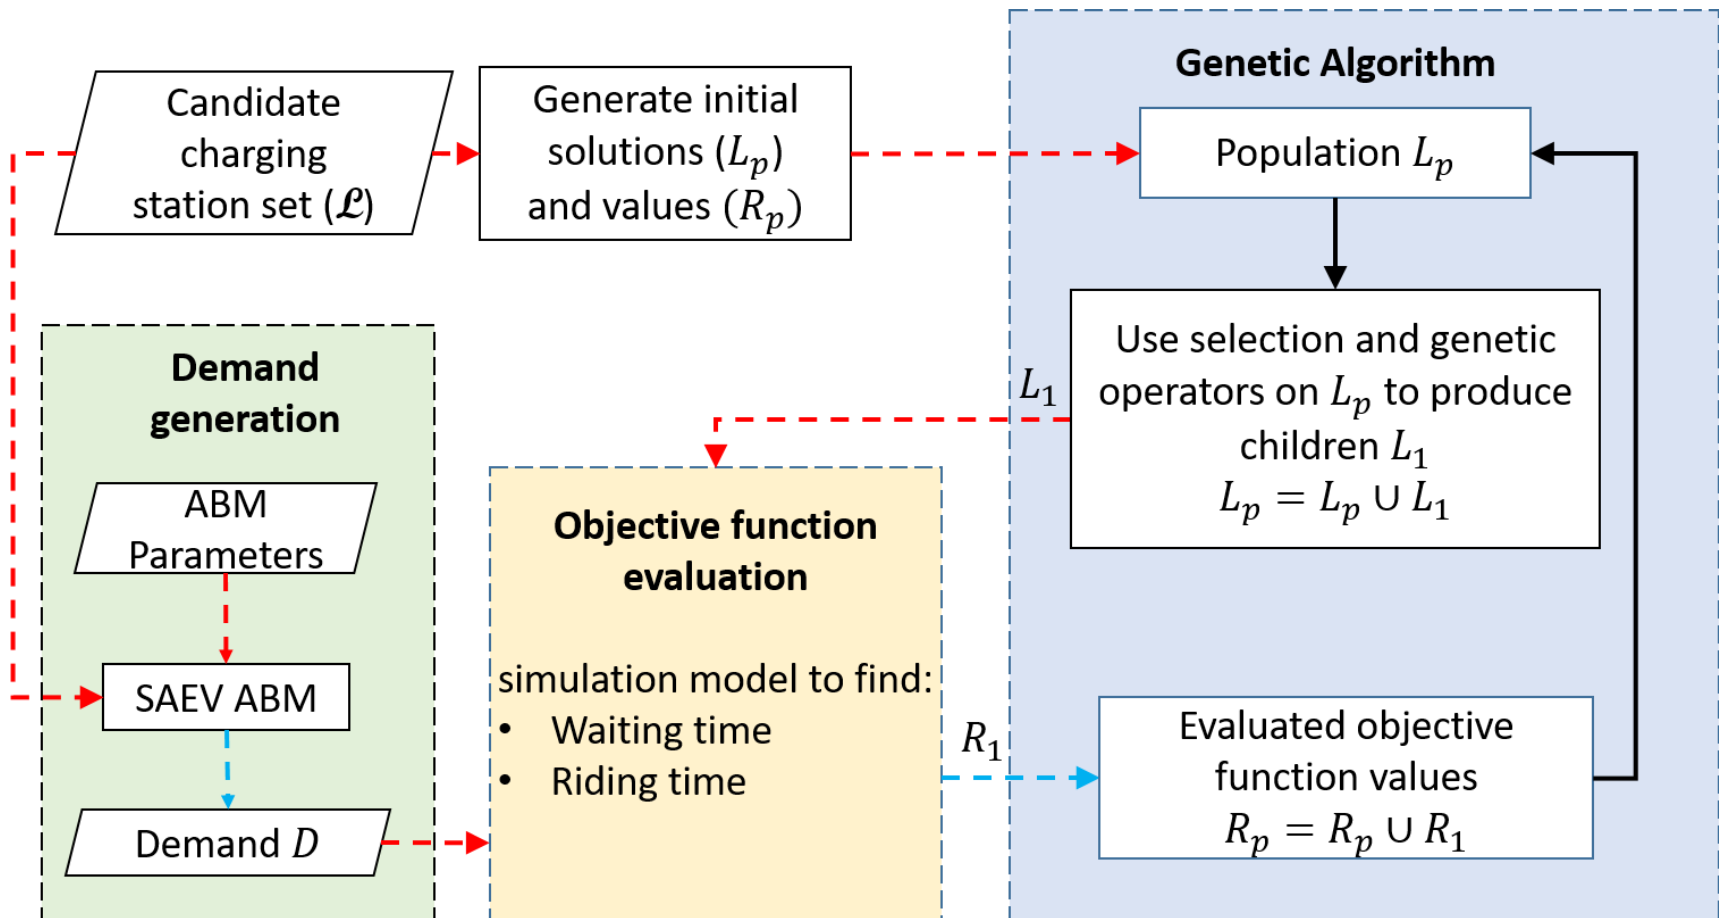 Candidate
charging
station set (ℒ)
Generate initial
solutions (L_p)
and values (R_p)
Genetic Algorithm
Population L_p
Use selection and genetic
operators on L_p to produce
children L_1
L_p = L_p ∪ L_1
L_1
Demand
generation
ABM
Parameters
SAEV ABM
Demand D
Objective function
evaluation
simulation model to find:
• Waiting time
• Riding time
R_1
Evaluated objective
function values
R_p = R_p ∪ R_1